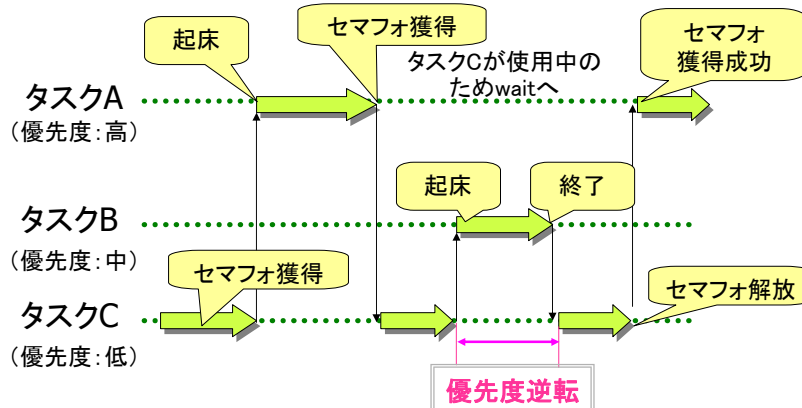 起床
セマフォ獲得
タスクCが使用中の
ためwaitへ
セマフォ
獲得成功
タスクA
(優先度:高)
起床
終了
タスクB
(優先度:中)
セマフォ獲得
タスクC
(優先度:低)
セマフォ解放
優先度逆転